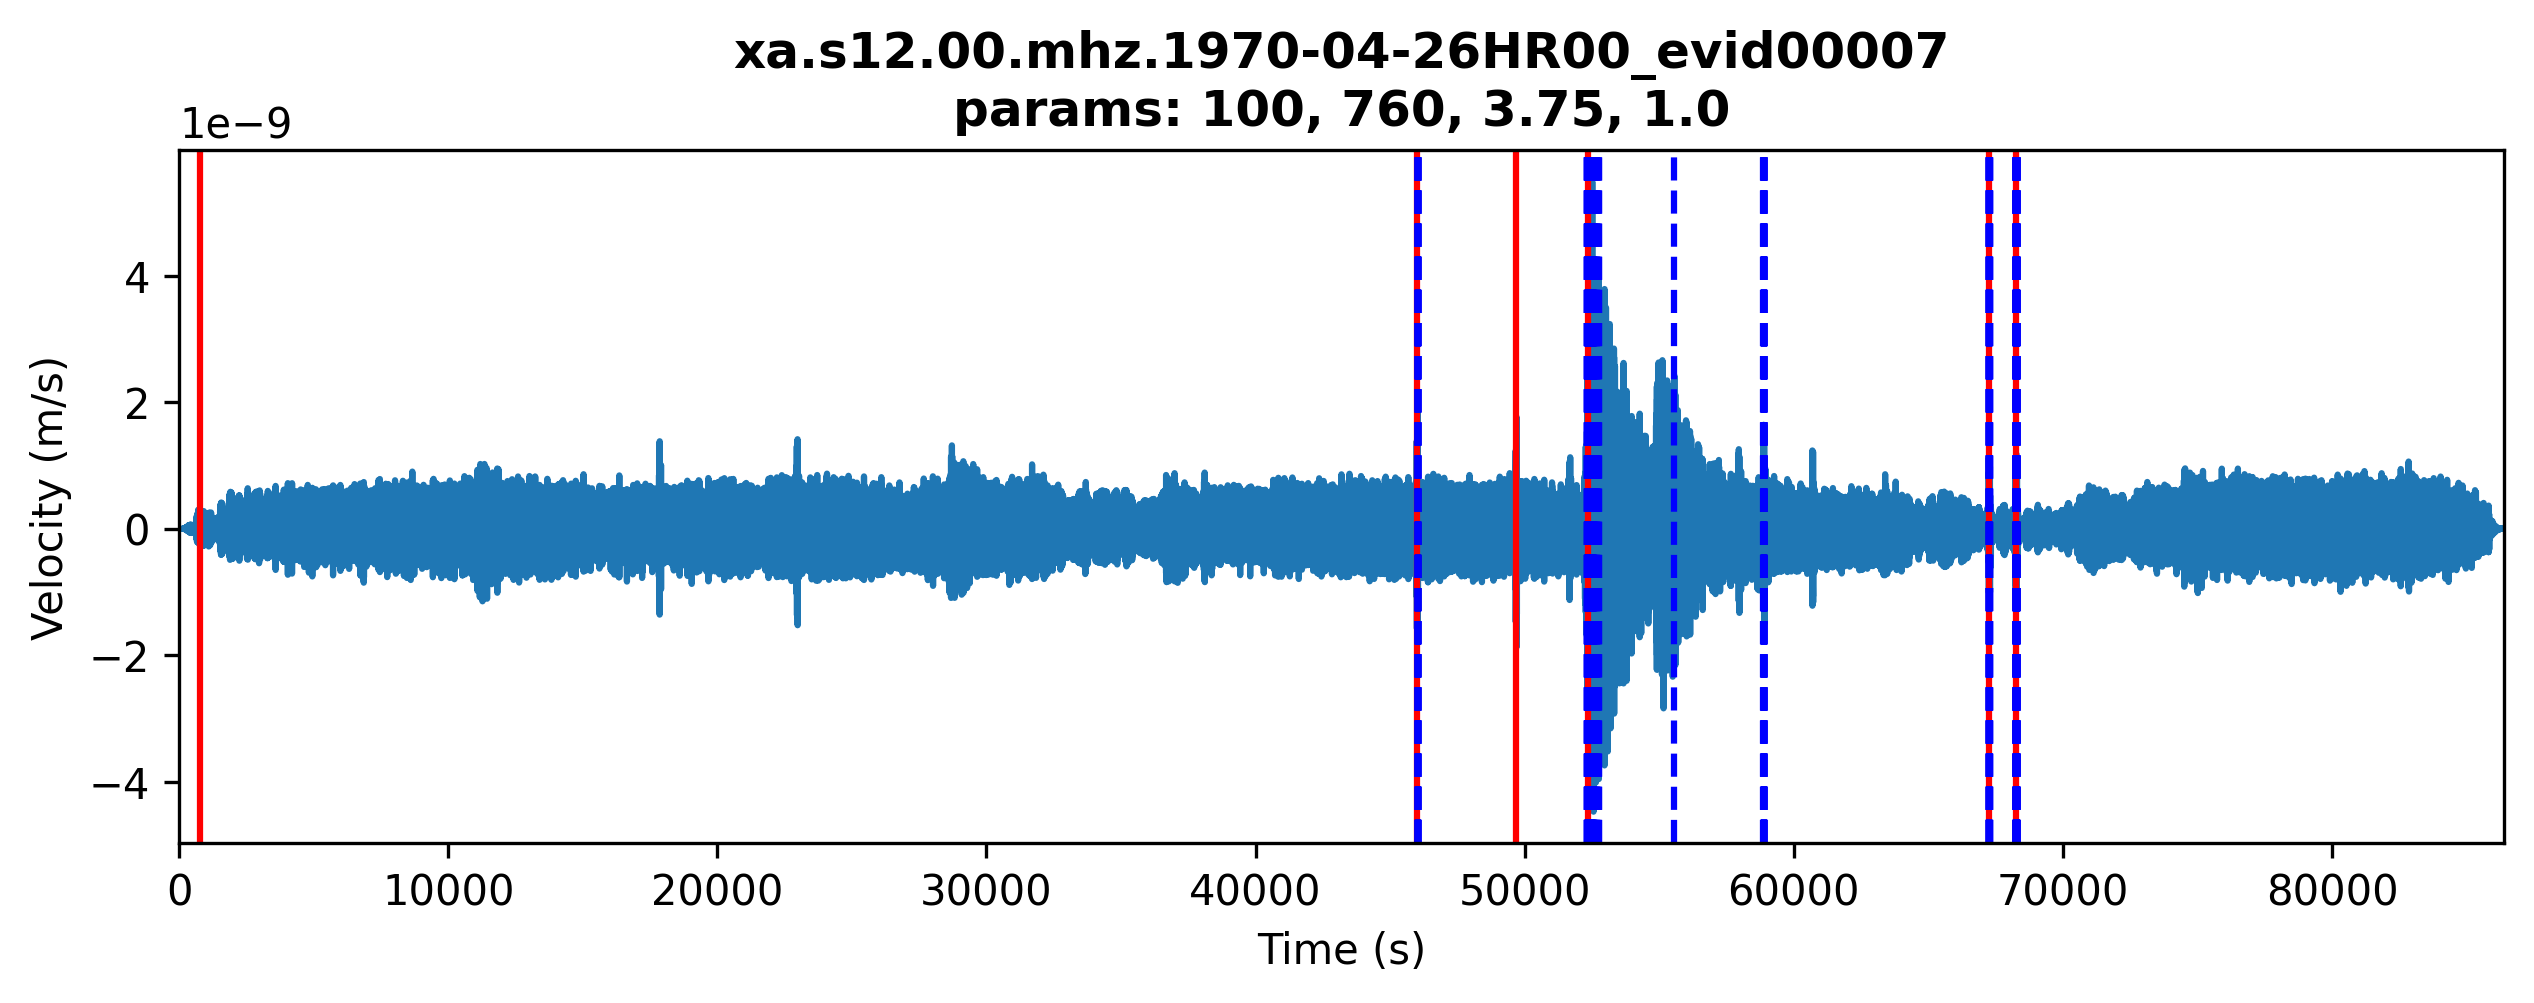 xa.s12.00.mhz.1970-04-26HR00_evid00007
params: 100, 760, 3.75, 1.0
1e−9
4
2
0
−2
−4
Velocity (m/s)
0 10000 20000 30000 40000 50000 60000 70000 80000
Time (s)